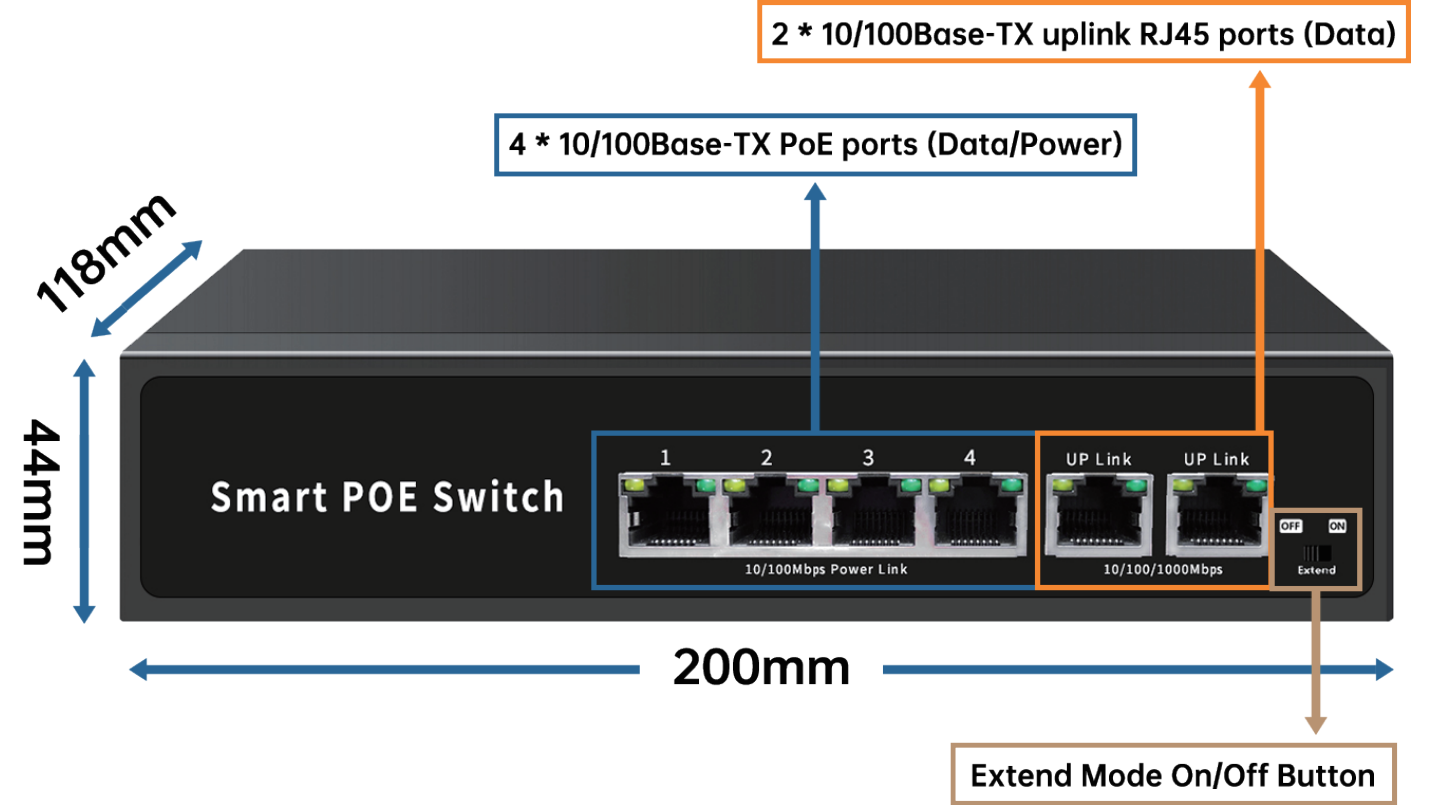 2 * 10/100Base-TX uplink RJ45 ports (Data)
4 * 10/100Base-TX PoE ports (Data/Power)
118mm
44mm
1 2 3 4 UP Link UP Link
Smart POE Switch
OFF ON
10/100Mbps Power Link 10/100/1000Mbps Extend
200mm
Extend Mode On/Off Button